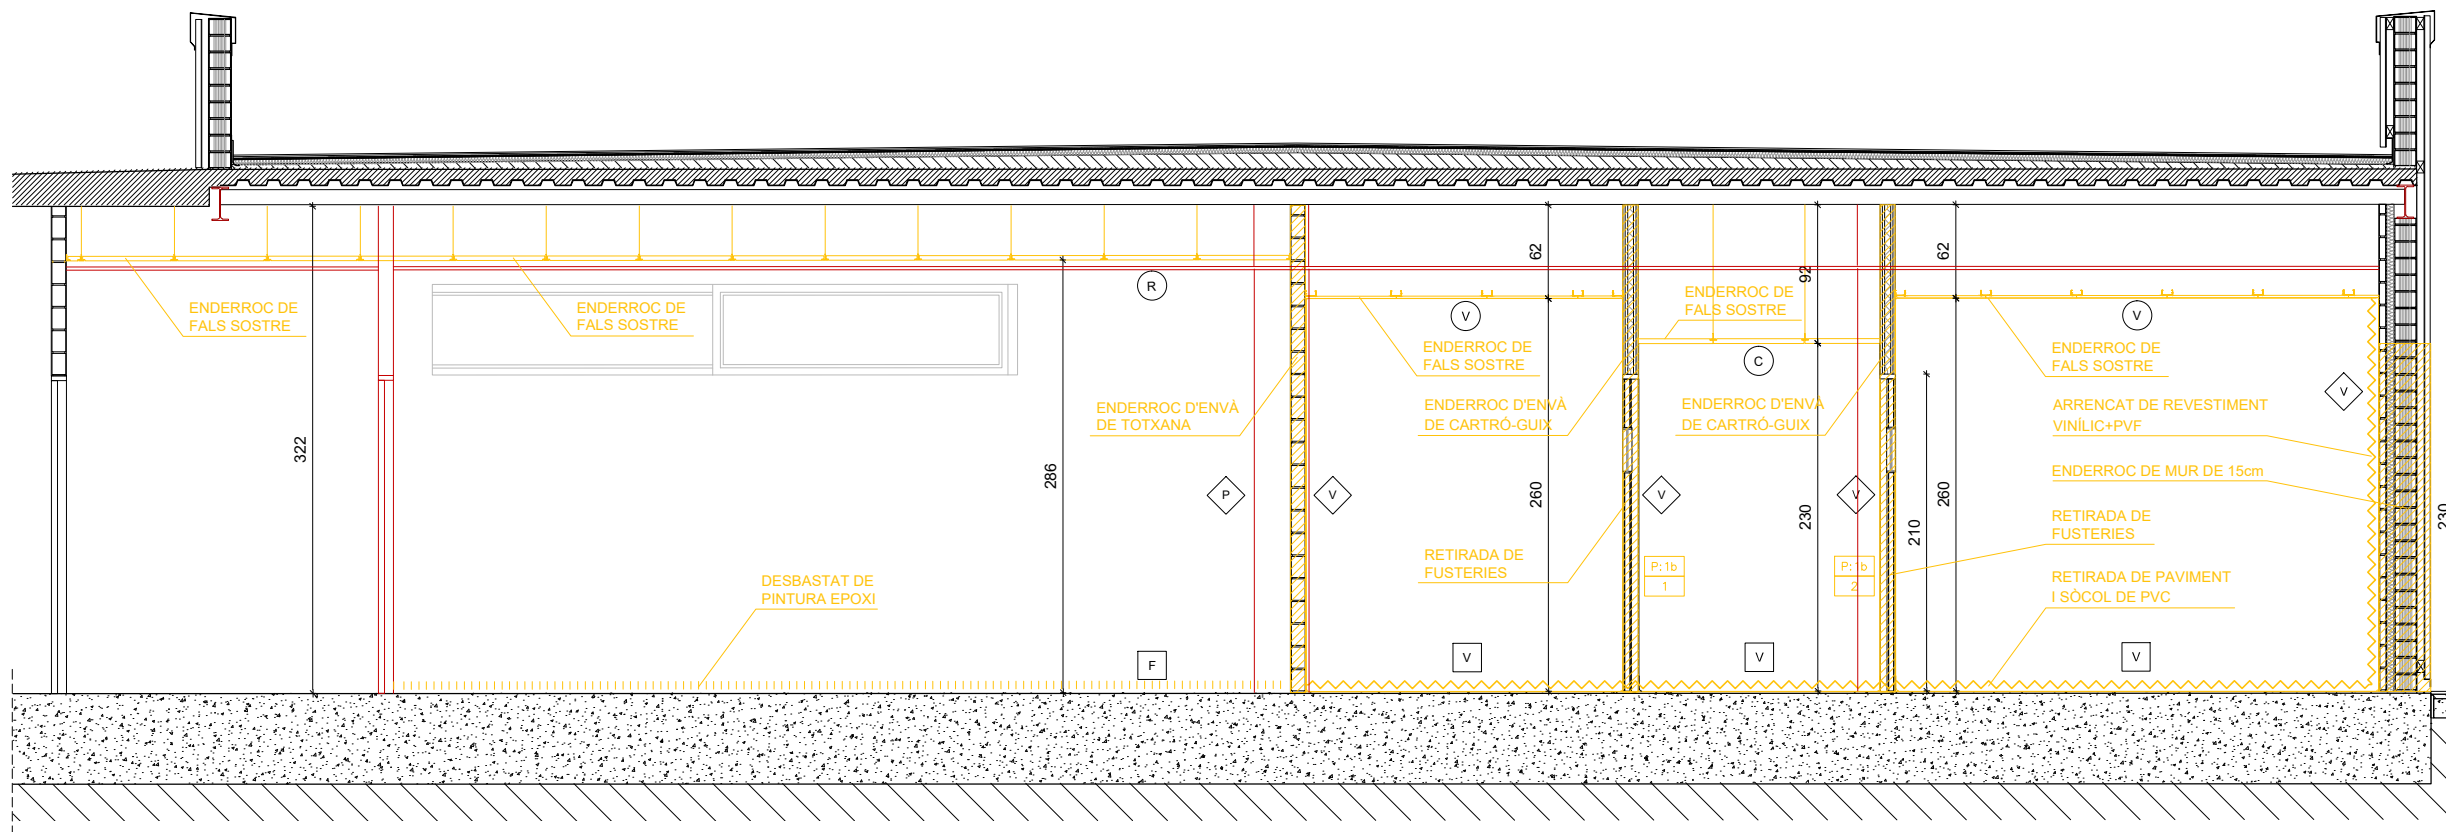 ENDERROC DE
FALS SOSTRE
ENDERROC DE
FALS SOSTRE
322
286
R
P
V
DESBASTAT DE
PINTURA EPOXI
F
ENDERROC D'ENVÀ
DE TOTXANA
62
V
ENDERROC DE
FALS SOSTRE
ENDERROC D'ENVÀ
DE CARTRÓ-GUIX
260
RETIRADA DE
FUSTERIES
V
92
ENDERROC DE
FALS SOSTRE
C
ENDERROC D'ENVÀ
DE CARTRÓ-GUIX
V
V
230
P:1b
1
P:1b
2
V
62
210
260
V
ENDERROC DE
FALS SOSTRE
V
ARRENCAT DE REVESTIMENT
VINÍLIC+PVF
ENDERROC DE MUR DE 15cm
RETIRADA DE
FUSTERIES
RETIRADA DE PAVIMENT
I SÒCOL DE PVC
V
230